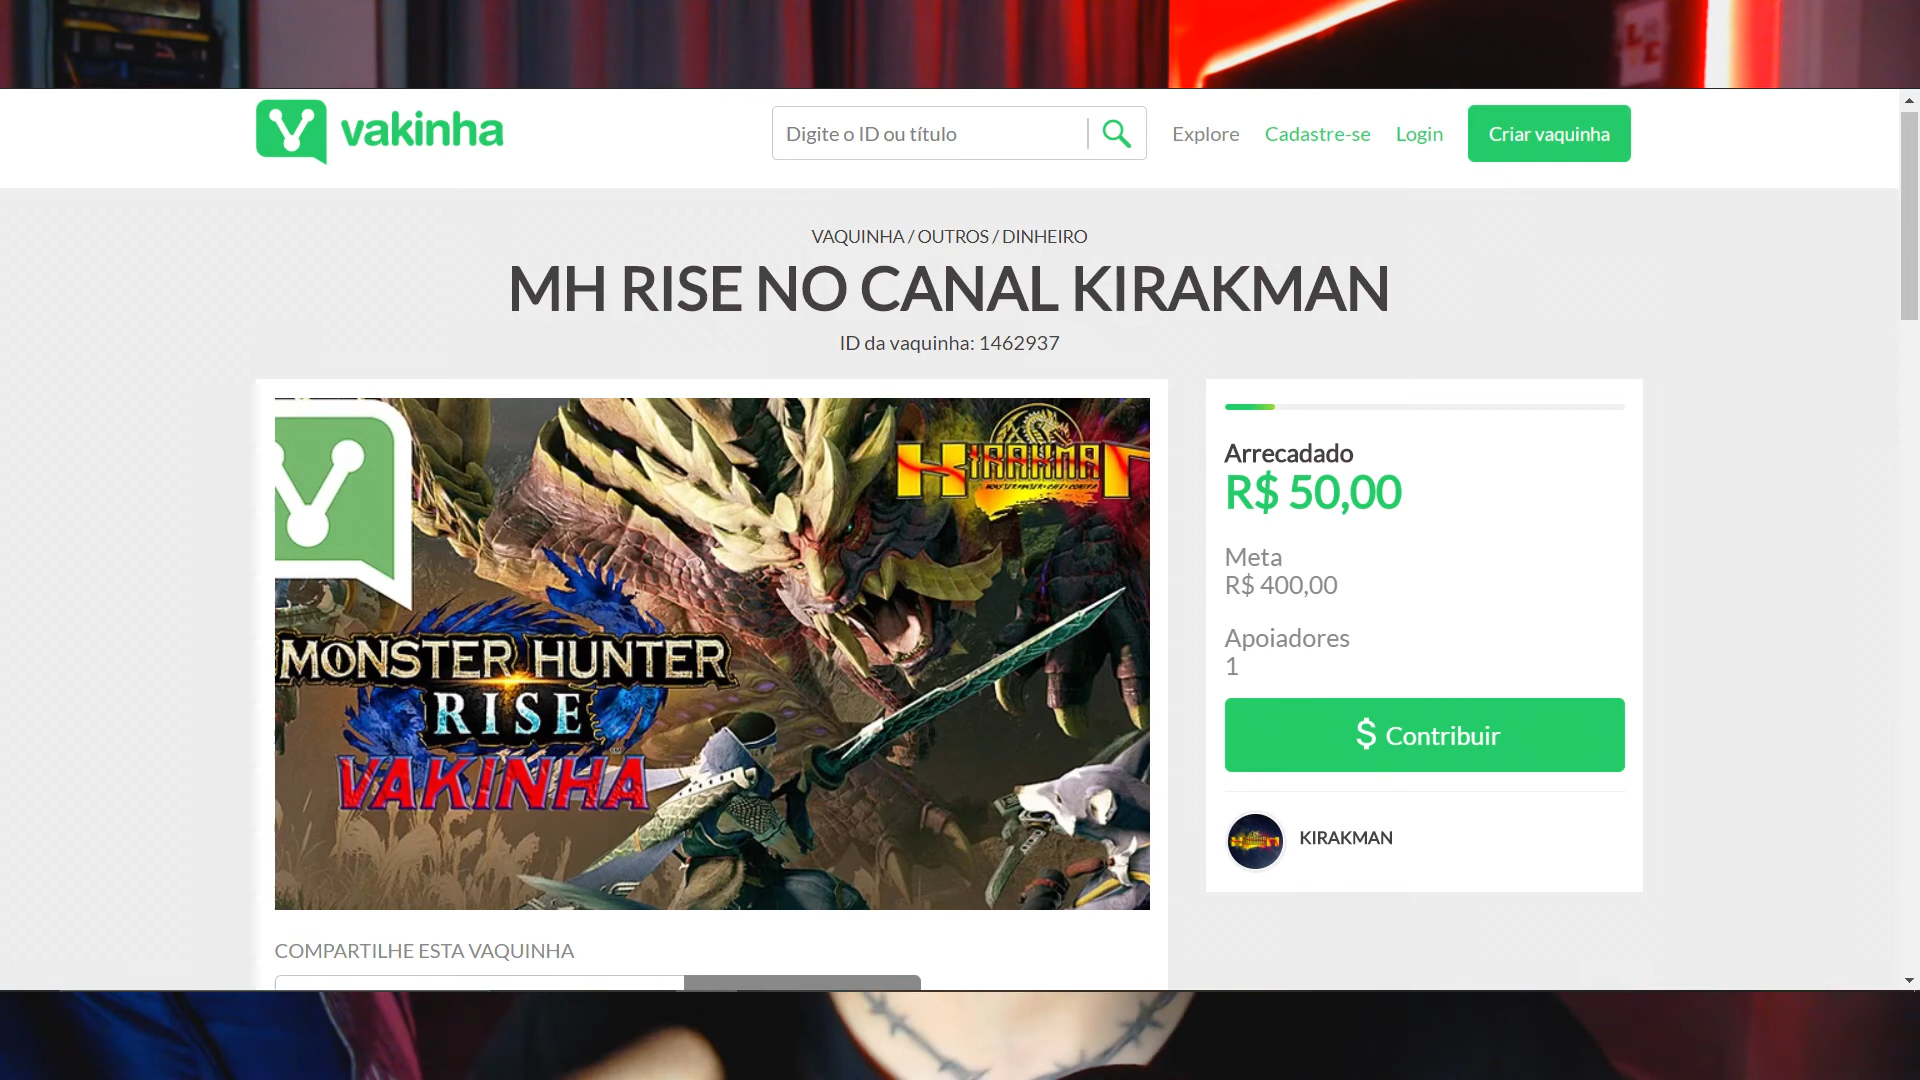 vakinha
Digite o ID ou título
Explore
Cadastre-se
Login
Criar vaquinha
VAQUINHA / OUTROS / DINHEIRO
MH RISE NO CANAL KIRAKMAN
ID da vaquinha: 1462937
KIRAKMAN
MONSTER HUNTER
RISE
VAKINHA
Arrecadado
R$ 50,00
Meta
R$ 400,00
Apoiadores
1
$ Contribuir
KIRAKMAN
COMPARTILHE ESTA VAQUINHA